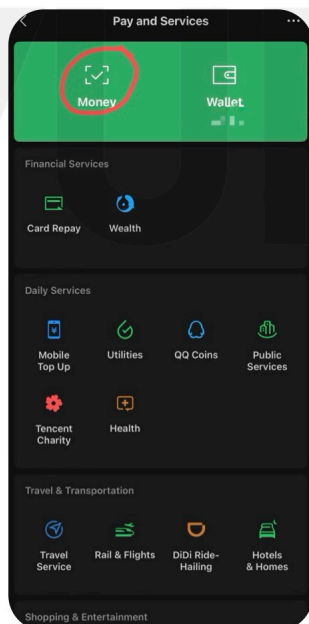 Pay and Services
Money
Wallet
Financial Services
Card Repay
Wealth
Daily Services
Mobile Top Up
Utilities
QQ Coins
Public Services
Tencent Charity
Health
Travel & Transportation
Travel Service
Rail & Flights
DiDi Ride-Hailing
Hotels & Homes
Shopping & Entertainment